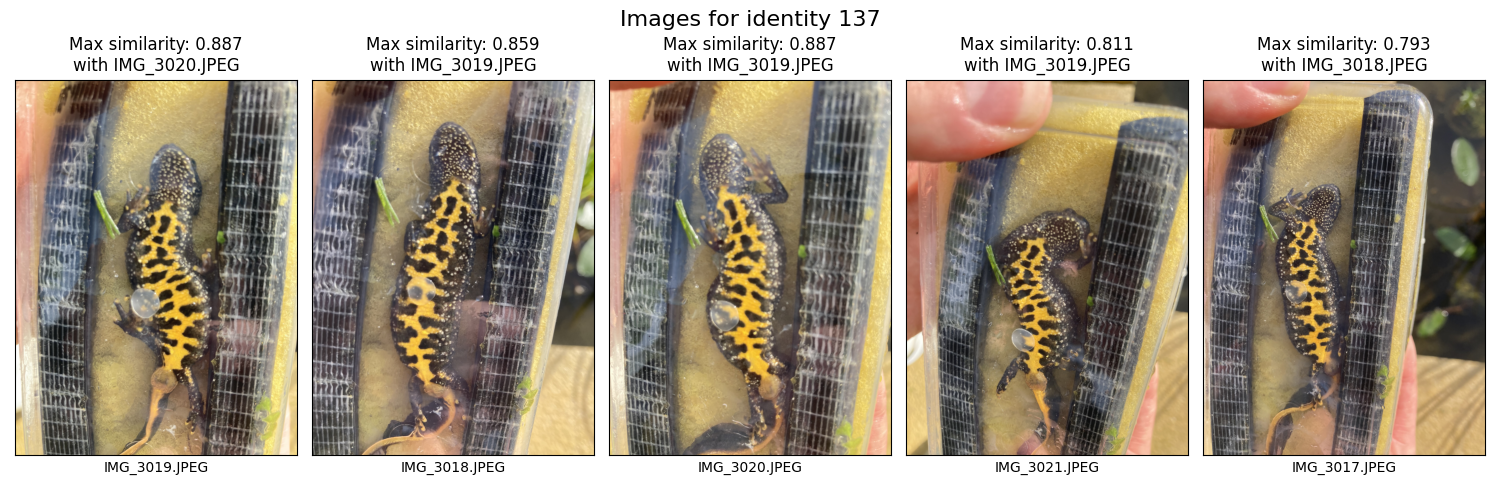 Images for identity 137
Max similarity: 0.887
with IMG_3020.JPEG
Max similarity: 0.859
with IMG_3019.JPEG
Max similarity: 0.887
with IMG_3019.JPEG
Max similarity: 0.811
with IMG_3019.JPEG
Max similarity: 0.793
with IMG_3018.JPEG
IMG_3019.JPEG
IMG_3018.JPEG
IMG_3020.JPEG
IMG_3021.JPEG
IMG_3017.JPEG